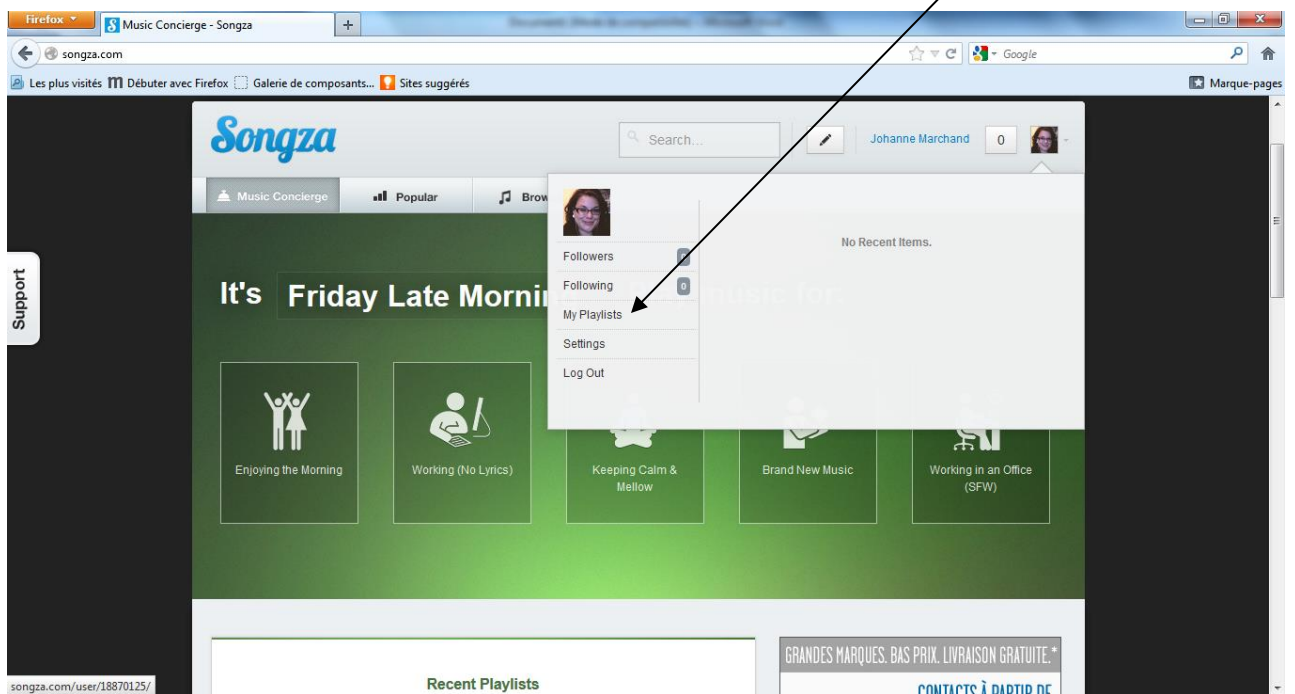 Firefox
Music Concierge - Songza
+
songza.com
Google
Les plus visités
Débuter avec Firefox
Galerie de composants...
Sites suggérés
Marque-pages
Songza
Search...
Johanne Marchand
0
Music Concierge
Popular
Brow
Followers
0
Following
0
My Playlists
Settings
Log Out
No Recent Items.
Support
It's Friday Late Mornin
music for:
Enjoying the Morning
Working (No Lyrics)
Keeping Calm &
Mellow
Brand New Music
Working in an Office
(SFW)
Recent Playlists
GRANDES MARQUES. BAS PRIX. LIVRAISON GRATUITE.*
CONTACTS À PARTIR DE
songza.com/user/18870125/